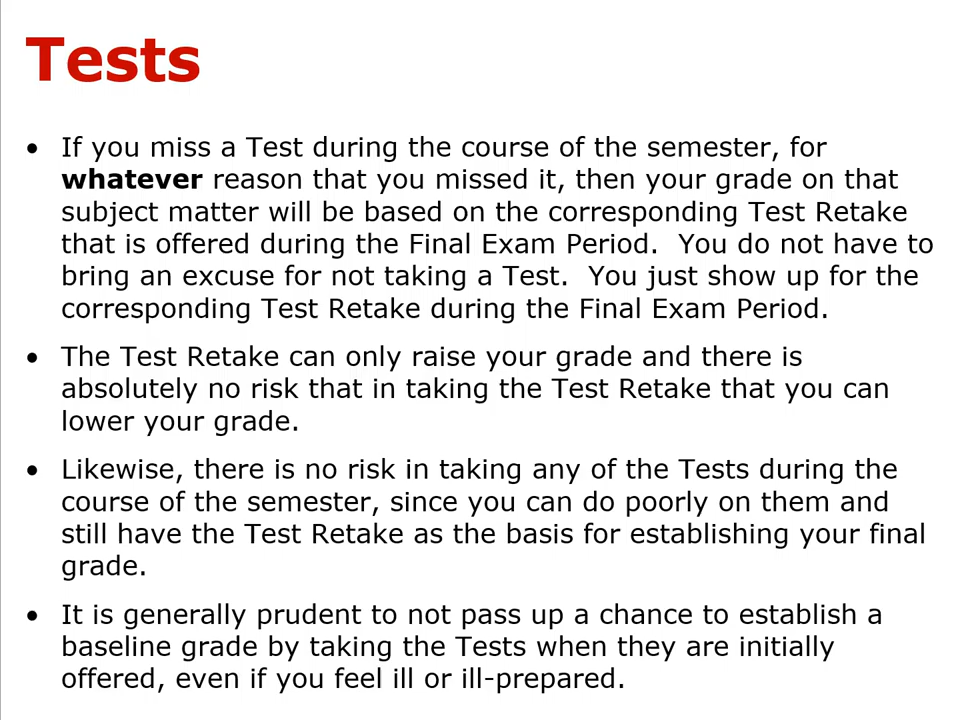 Tests
• If you miss a Test during the course of the semester, for
whatever reason that you missed it, then your grade on that
subject matter will be based on the corresponding Test Retake
that is offered during the Final Exam Period.  You do not have to
bring an excuse for not taking a Test.  You just show up for the
corresponding Test Retake during the Final Exam Period.
• The Test Retake can only raise your grade and there is
absolutely no risk that in taking the Test Retake that you can
lower your grade.
• Likewise, there is no risk in taking any of the Tests during the
course of the semester, since you can do poorly on them and
still have the Test Retake as the basis for establishing your final
grade.
• It is generally prudent to not pass up a chance to establish a
baseline grade by taking the Tests when they are initially
offered, even if you feel ill or ill-prepared.